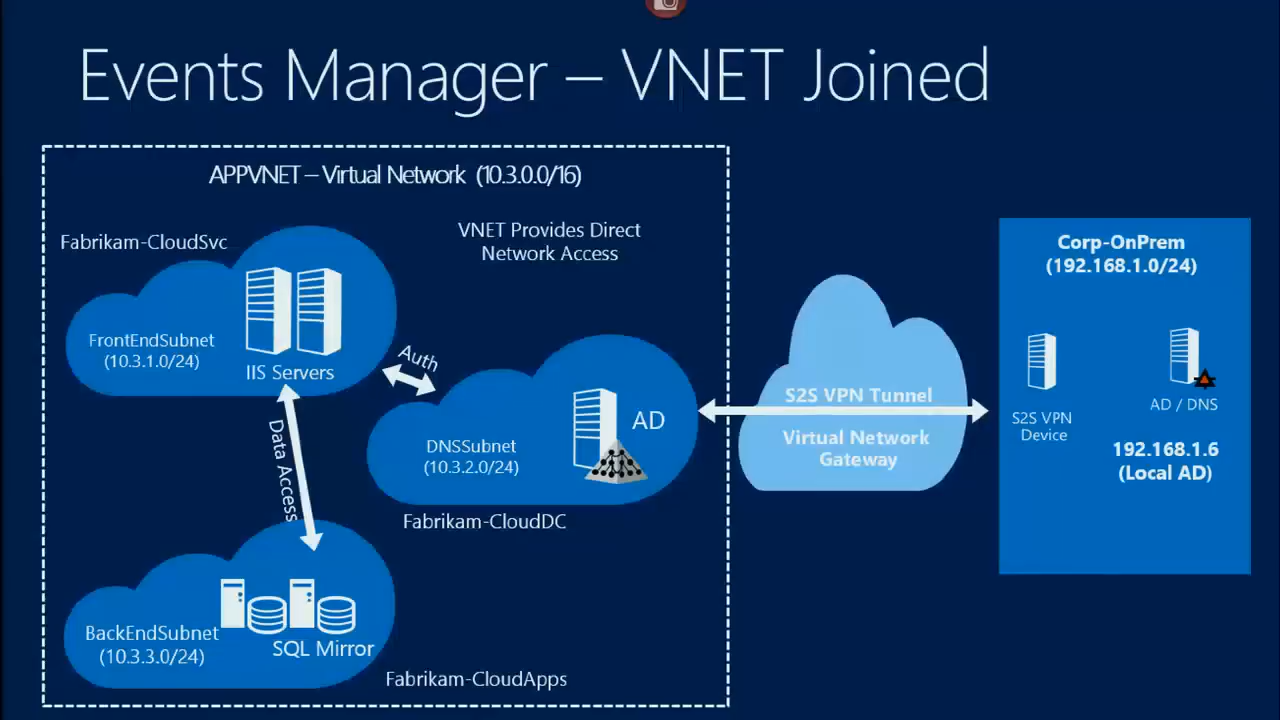 Events Manager – VNET Joined
APPVNET – Virtual Network (10.3.0.0/16)
Fabrikam-CloudSvc
VNET Provides Direct
Network Access
FrontEndSubnet
(10.3.1.0/24)
IIS Servers
Auth
Data Access
DNSSubnet
(10.3.2.0/24)
AD
Fabrikam-CloudDC
BackEndSubnet
(10.3.3.0/24)
SQL Mirror
Fabrikam-CloudApps
S2S VPN Tunnel
Virtual Network
Gateway
Corp-OnPrem
(192.168.1.0/24)
S2S VPN
Device
AD / DNS
192.168.1.6
(Local AD)